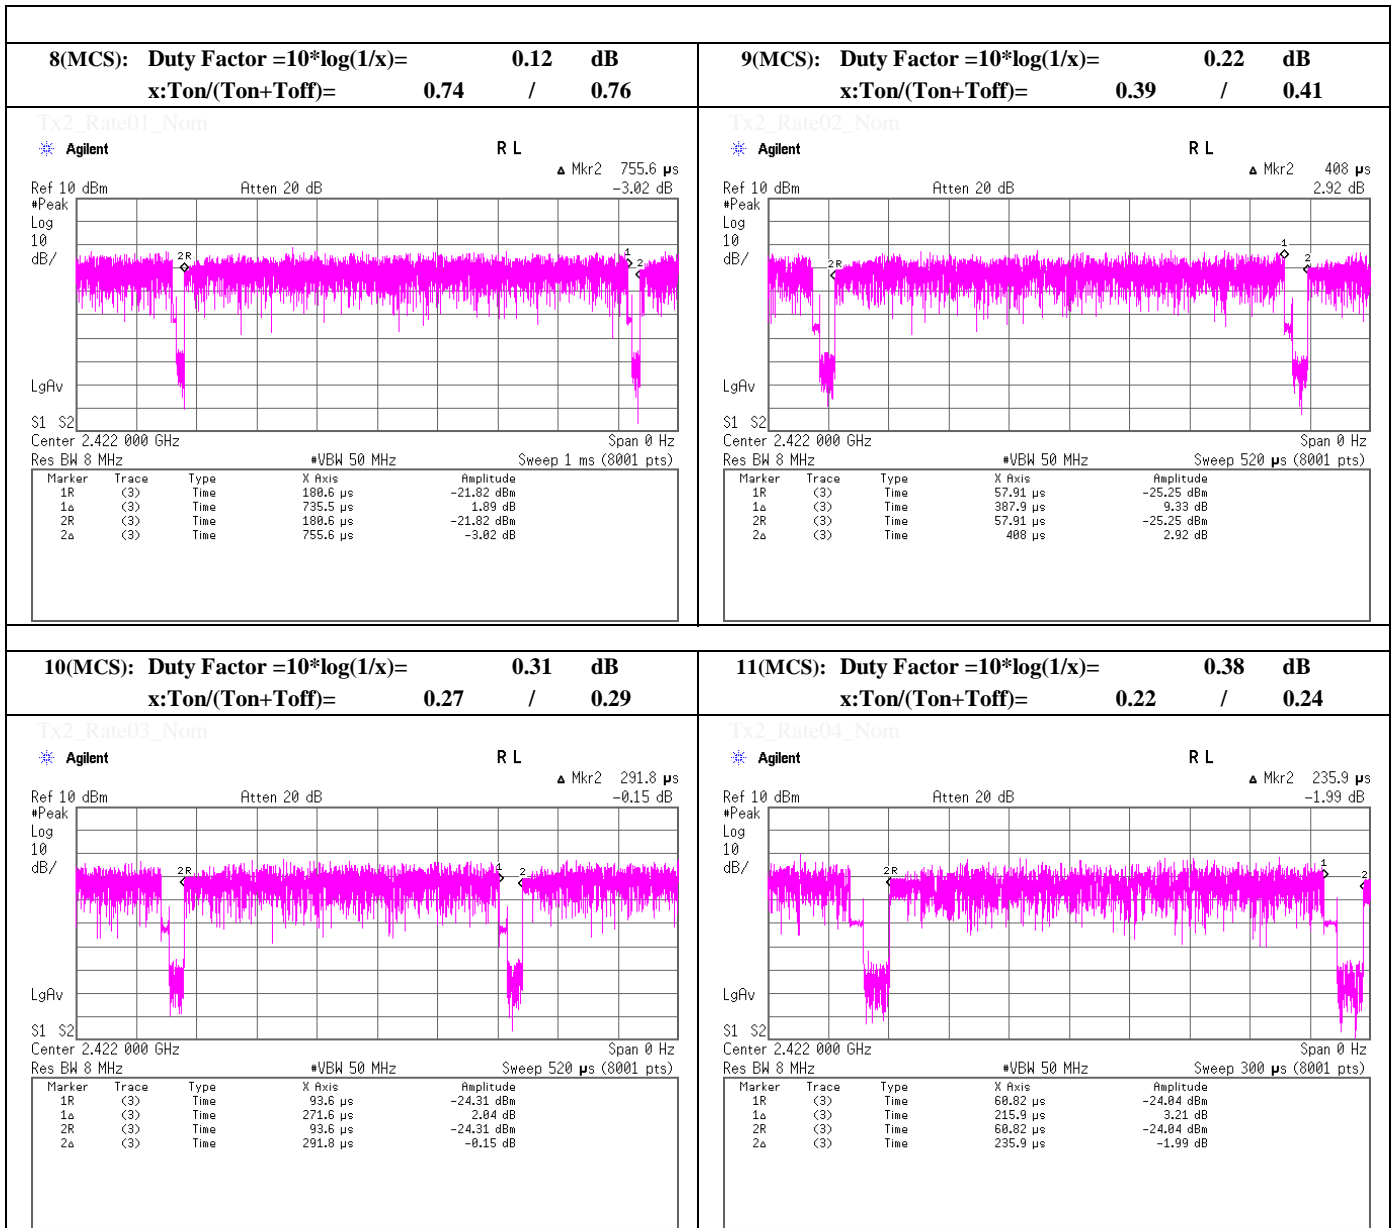 8(MCS): Duty Factor =10*log(1/x)= 0.12 dB
x:Ton/(Ton+Toff)= 0.74 / 0.76
Tx2_Rate01_Nom
Agilent R L
Δ Mkr2 755.6 µs
Ref 10 dBm Atten 20 dB -3.02 dB
#Peak
Log
10
dB/
2R
1
2
LgAv
S1 S2
Center 2.422 000 GHz Span 0 Hz
Res BW 8 MHz #VBW 50 MHz Sweep 1 ms (8001 pts)
Marker Trace Type X Axis Amplitude
1R (3) Time 180.6 µs -21.82 dBm
1Δ (3) Time 735.5 µs 1.89 dB
2R (3) Time 180.6 µs -21.82 dBm
2Δ (3) Time 755.6 µs -3.02 dB
9(MCS): Duty Factor =10*log(1/x)= 0.22 dB
x:Ton/(Ton+Toff)= 0.39 / 0.41
Tx2_Rate02_Nom
Agilent R L
Δ Mkr2 408 µs
Ref 10 dBm Atten 20 dB 2.92 dB
#Peak
Log
10
dB/
2R
1
2
LgAv
S1 S2
Center 2.422 000 GHz Span 0 Hz
Res BW 8 MHz #VBW 50 MHz Sweep 520 µs (8001 pts)
Marker Trace Type X Axis Amplitude
1R (3) Time 57.91 µs -25.25 dBm
1Δ (3) Time 387.9 µs 9.33 dB
2R (3) Time 57.91 µs -25.25 dBm
2Δ (3) Time 408 µs 2.92 dB
10(MCS): Duty Factor =10*log(1/x)= 0.31 dB
x:Ton/(Ton+Toff)= 0.27 / 0.29
Tx2_Rate03_Nom
Agilent R L
Δ Mkr2 291.8 µs
Ref 10 dBm Atten 20 dB -0.15 dB
#Peak
Log
10
dB/
2R
1
2
LgAv
S1 S2
Center 2.422 000 GHz Span 0 Hz
Res BW 8 MHz #VBW 50 MHz Sweep 520 µs (8001 pts)
Marker Trace Type X Axis Amplitude
1R (3) Time 93.6 µs -24.31 dBm
1Δ (3) Time 271.6 µs 2.04 dB
2R (3) Time 93.6 µs -24.31 dBm
2Δ (3) Time 291.8 µs -0.15 dB
11(MCS): Duty Factor =10*log(1/x)= 0.38 dB
x:Ton/(Ton+Toff)= 0.22 / 0.24
Tx2_Rate04_Nom
Agilent R L
Δ Mkr2 235.9 µs
Ref 10 dBm Atten 20 dB -1.99 dB
#Peak
Log
10
dB/
2R
1
2
LgAv
S1 S2
Center 2.422 000 GHz Span 0 Hz
Res BW 8 MHz #VBW 50 MHz Sweep 300 µs (8001 pts)
Marker Trace Type X Axis Amplitude
1R (3) Time 60.82 µs -24.04 dBm
1Δ (3) Time 215.9 µs 3.21 dB
2R (3) Time 60.82 µs -24.04 dBm
2Δ (3) Time 235.9 µs -1.99 dB